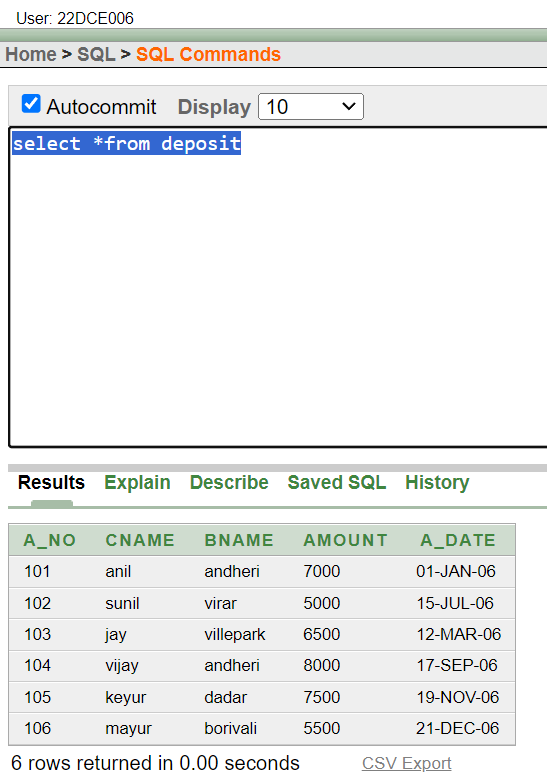 User: 22DCE006
Home > SQL > SQL Commands
Autocommit Display 10
select *from deposit
Results Explain Describe Saved SQL History
A_NO CNAME BNAME AMOUNT A_DATE
101 anil andheri 7000 01-JAN-06
102 sunil virar 5000 15-JUL-06
103 jay villepark 6500 12-MAR-06
104 vijay andheri 8000 17-SEP-06
105 keyur dadar 7500 19-NOV-06
106 mayur borivali 5500 21-DEC-06
6 rows returned in 0.00 seconds CSV Export